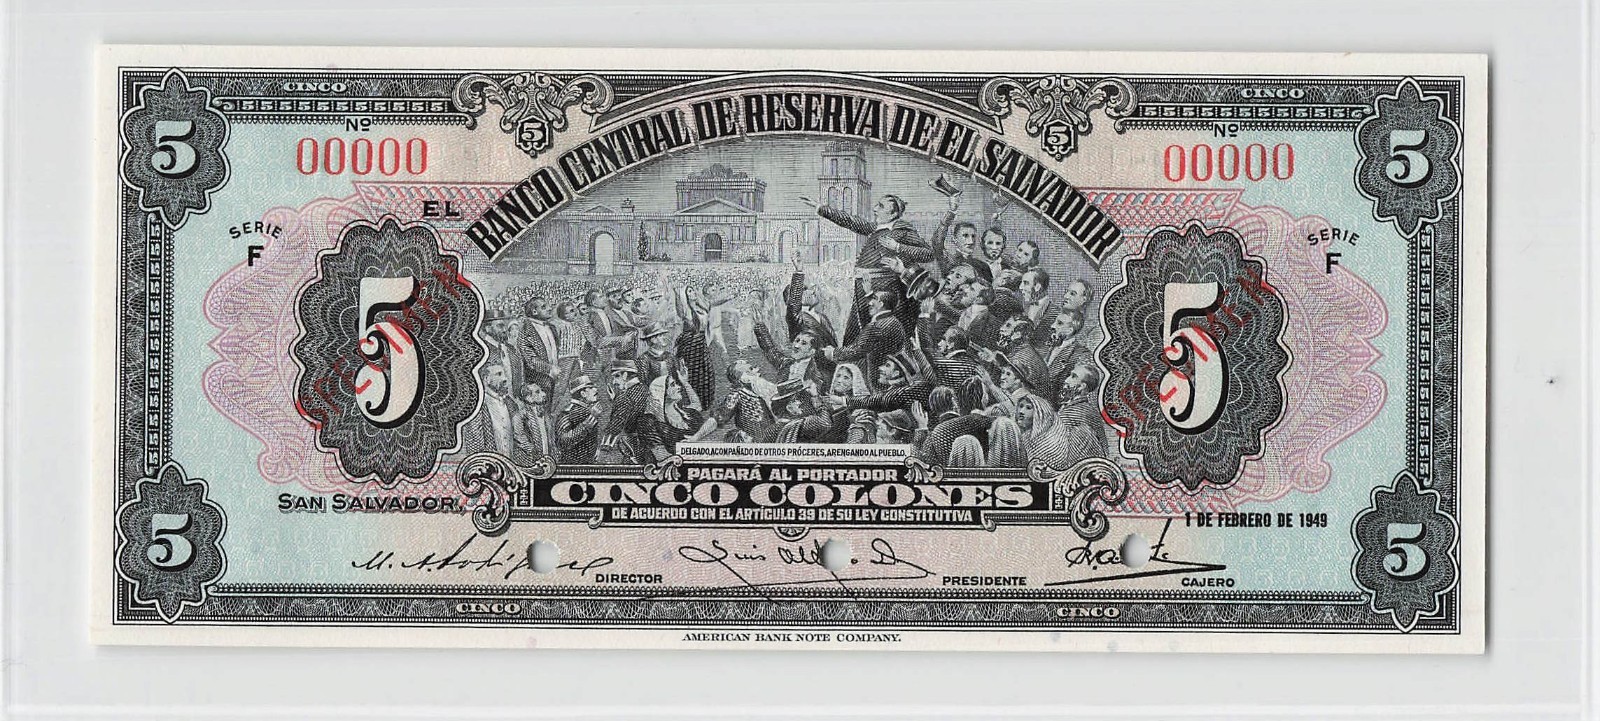 CINCO
CINCO
5
5
5
5
Nº
00000
Nº
00000
EL
BANCO CENTRAL DE RESERVA DE EL SALVADOR
SERIE
F
SERIE
F
5
SPECIMEN
5
SPECIMEN
DELGADO, ACOMPAÑADO DE OTROS PRÓCERES, ARENGANDO AL PUEBLO.
PAGARÁ AL PORTADOR
CINCO COLONES
DE ACUERDO CON EL ARTÍGULO 39 DE SU LEY CONSTITUTIVA
SAN SALVADOR,
1 DE FEBRERO DE 1949
5
5
DIRECTOR
PRESIDENTE
CAJERO
CINCO
CINCO
AMERICAN BANK NOTE COMPANY.